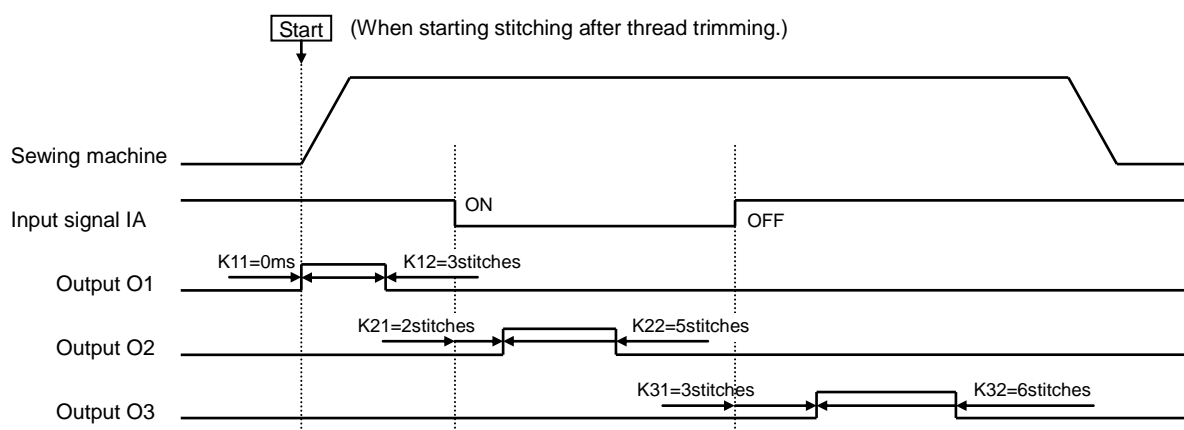 Start (When starting stitching after thread trimming.)
Sewing machine
Input signal IA
ON
OFF
K11=0ms
K12=3stitches
Output O1
K21=2stitches
K22=5stitches
Output O2
K31=3stitches
K32=6stitches
Output O3